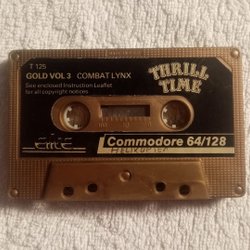 T 125
GOLD VOL 3 COMBAT LYNX
See enclosed Instruction Leaflet
for all copyright notices
THRILL
TIME
Commodore 64/128